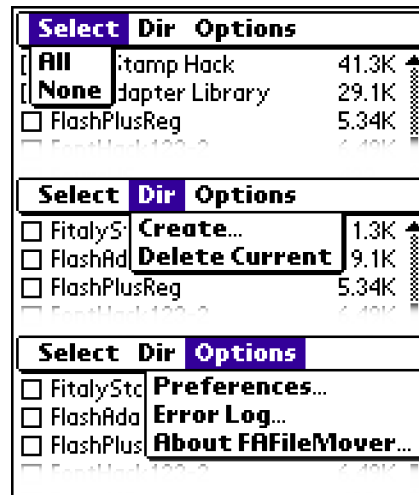 Select Dir Options
All Stamp Hack 41.3K
None dapter Library 29.1K
FlashPlusReg 5.34K
Select Dir Options
FitalyS Create... 1.3K
FlashAd Delete Current 9.1K
FlashPlusReg 5.34K
Select Dir Options
FitalySta Preferences...
FlashAda Error Log...
FlashPlus About FAFileMover...